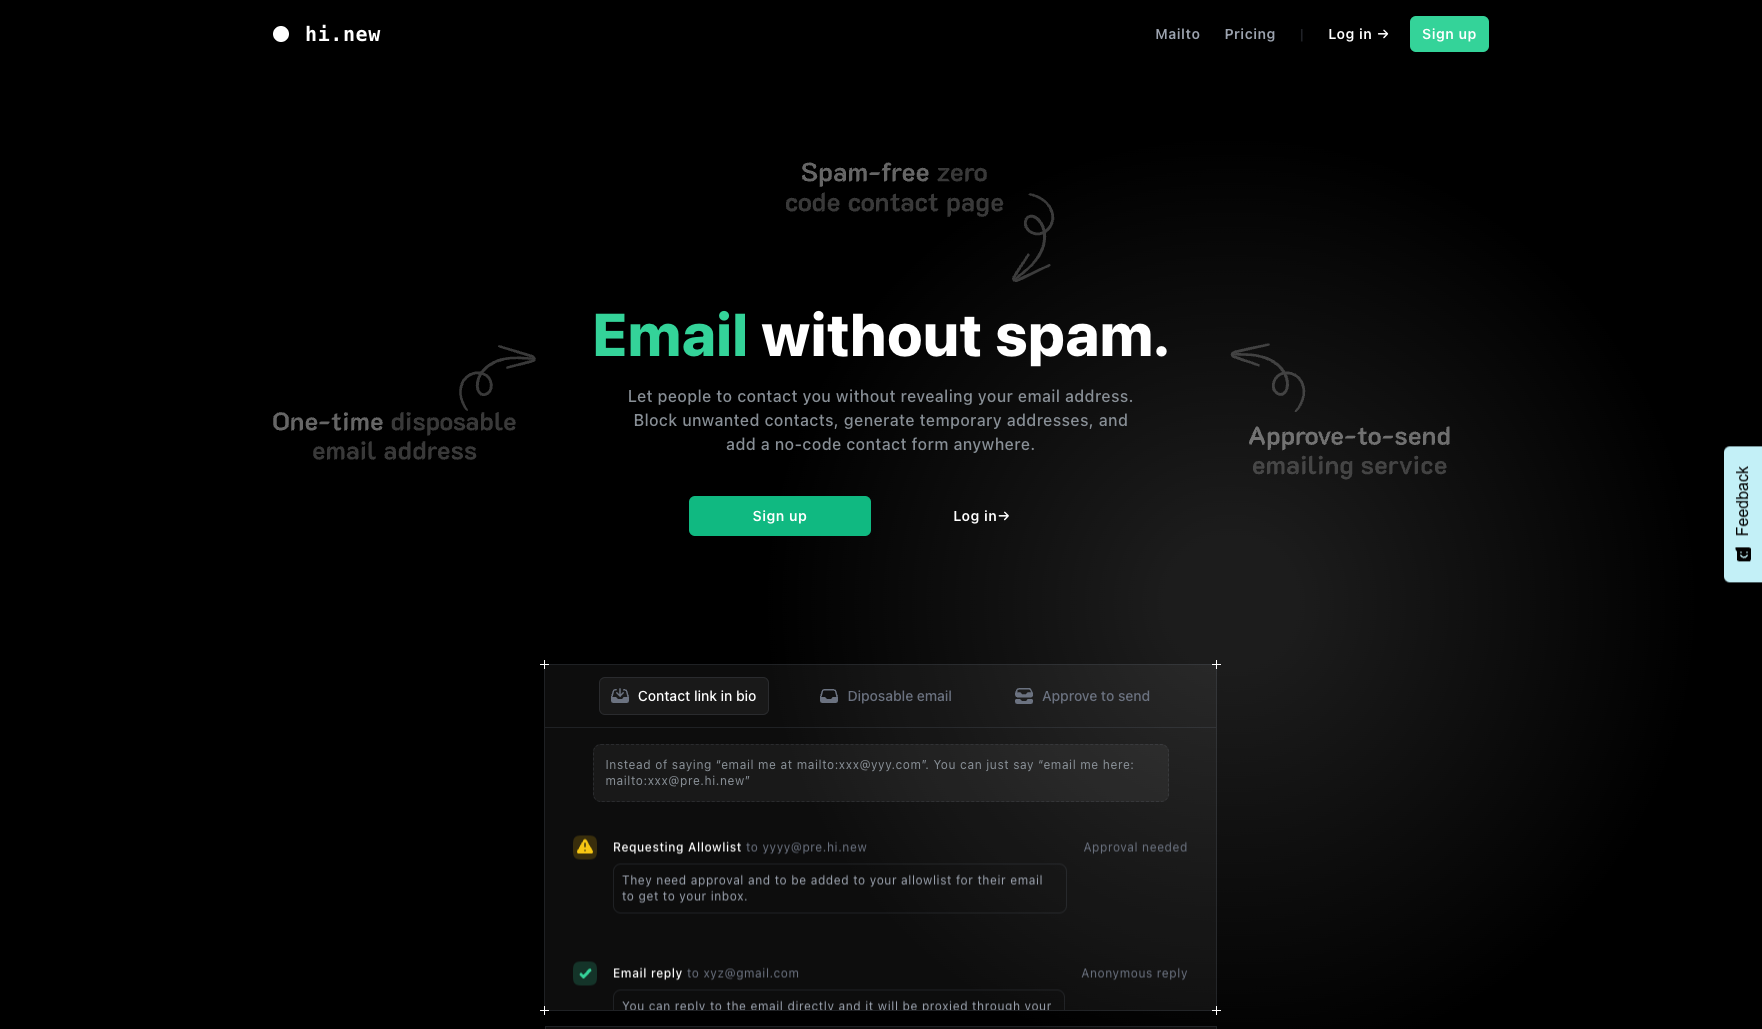 hi.new
Mailto
Pricing
|
Log in →
Sign up
Spam-free zero
code contact page
Email without spam.
One-time disposable
email address
Let people to contact you without revealing your email address.
Block unwanted contacts, generate temporary addresses, and
add a no-code contact form anywhere.
Approve-to-send
emailing service
Sign up
Log in→
Feedback
Contact link in bio
Diposable email
Approve to send
Instead of saying “email me at mailto:xxx@yyy.com”. You can just say “email me here:
mailto:xxx@pre.hi.new”
Requesting Allowlist to yyyy@pre.hi.new
Approval needed
They need approval and to be added to your allowlist for their email
to get to your inbox.
Email reply to xyz@gmail.com
Anonymous reply
You can reply to the email directly and it will be proxied through your